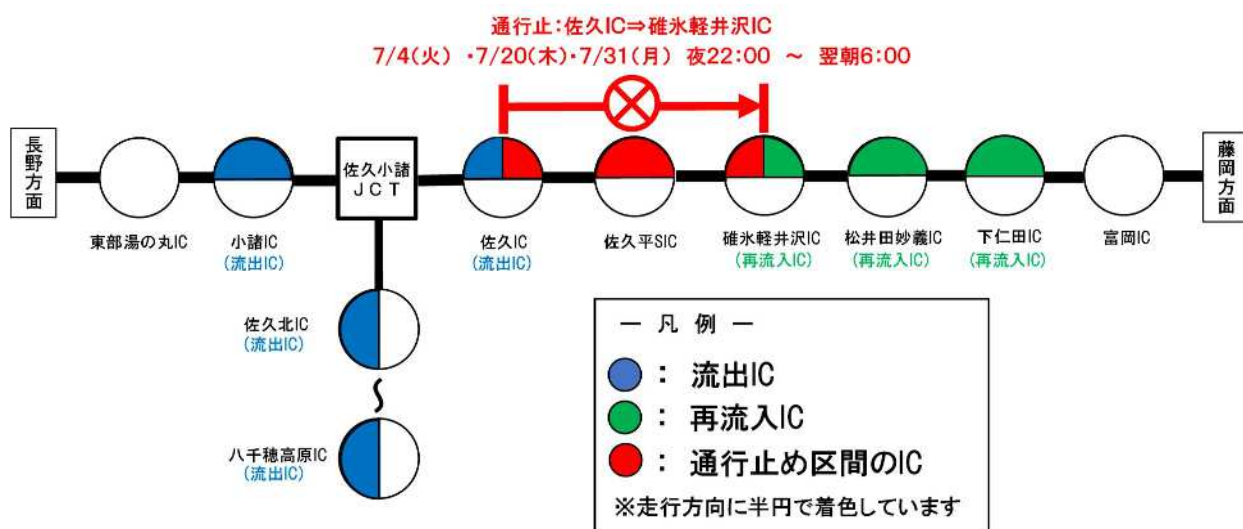 通行止:佐久IC⇒碓氷軽井沢IC
7/4(火)・7/20(木)・7/31(月) 夜22:00 ～ 翌朝6:00
長野方面
佐久小諸
JCT
藤岡方面
東部湯の丸IC
小諸IC
(流出IC)
佐久IC
(流出IC)
佐久平SIC
碓氷軽井沢IC
(再流入IC)
松井田妙義IC
(再流入IC)
下仁田IC
(再流入IC)
富岡IC
佐久北IC
(流出IC)
～
八千穂高原IC
(流出IC)
― 凡 例 ―
: 流出IC
: 再流入IC
: 通行止め区間のIC
※走行方向に半円で着色しています